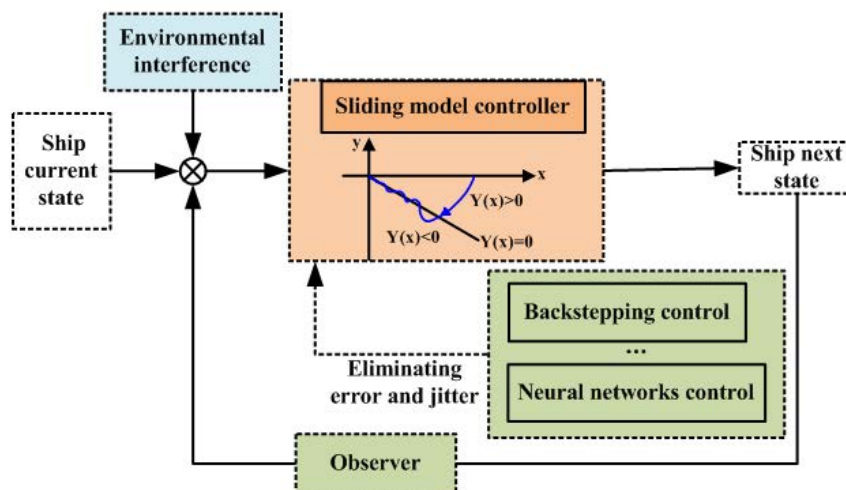 Environmental
interference
Sliding model controller
Ship
current
state
y
x
Y(x)>0
Y(x)<0
Y(x)=0
Ship next
state
Backstepping control
...
Neural networks control
Eliminating
error and jitter
Observer